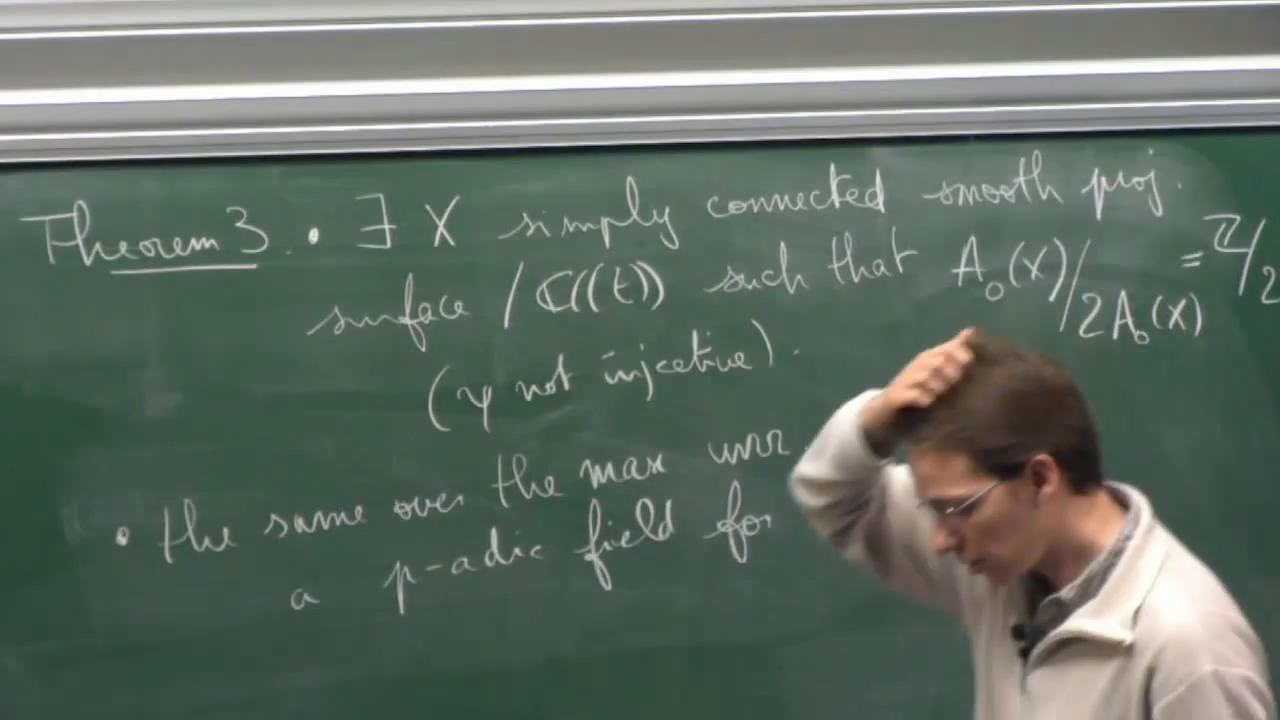 Theorem 3. • ∃ X simply connected smooth proj.
surface / ℂ((t)) such that A₀(X)/2A₀(X) = ℤ/2
(ψ not injective).
• the same over the max unr.
a p-adic field for